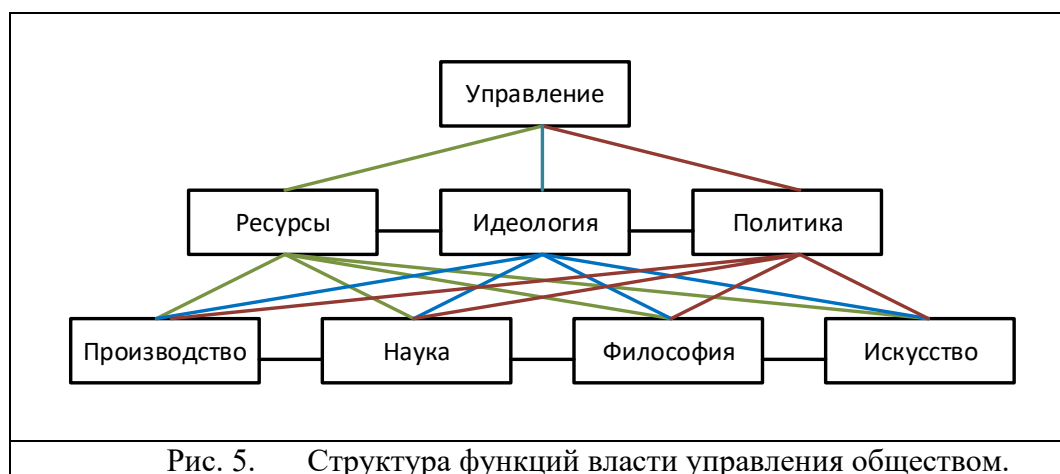 Управление
Ресурсы Идеология Политика
Производство Наука Философия Искусство
Рис. 5. Структура функций власти управления обществом.